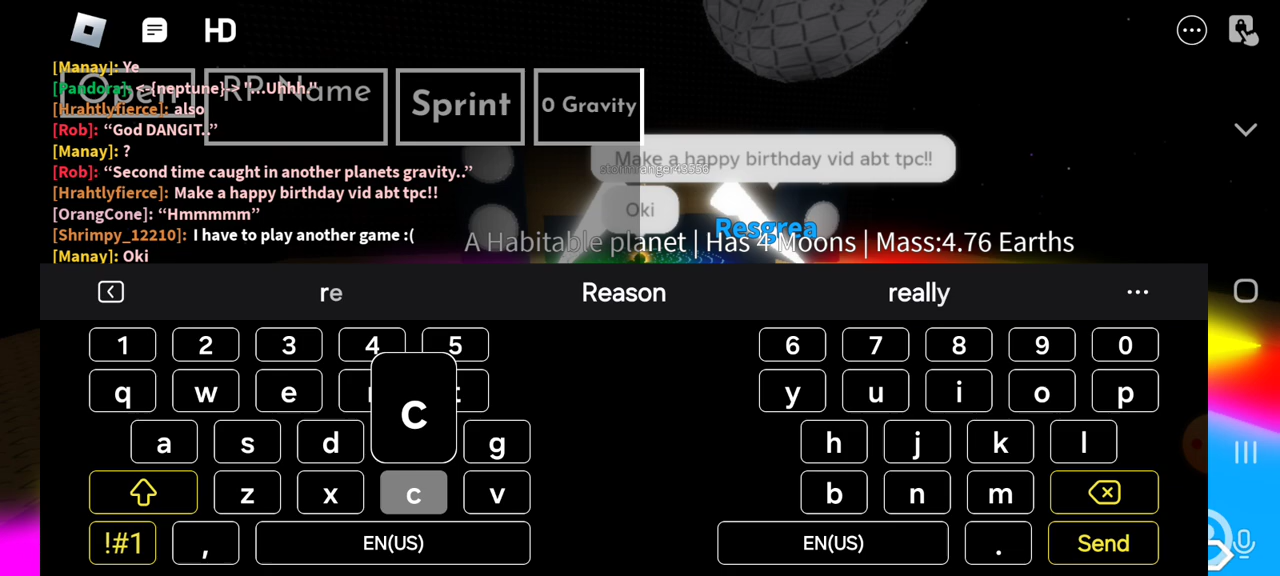 HD
[Manay]: Ye
[Pandora]: <-{neptune}-> "...Uhhh."
[Hrahtlyfierce]: also
[Rob]: “God DANGIT..”
[Manay]: ?
[Rob]: “Second time caught in another planets gravity..”
[Hrahtlyfierce]: Make a happy birthday vid abt tpc!!
[OrangCone]: “Hmmmmm”
[Shrimpy_12210]: I have to play another game :(
[Manay]: Oki
Open
RP Name
Sprint
0 Gravity
Make a happy birthday vid abt tpc!!
Oki
Resgrea
A Habitable planet | Has 4 Moons | Mass:4.76 Earths
re Reason really ...
1 2 3 4 5 6 7 8 9 0
q w e r t y u i o p
c
a s d g h j k l
z x c v b n m
!#1 , EN(US) EN(US) . Send